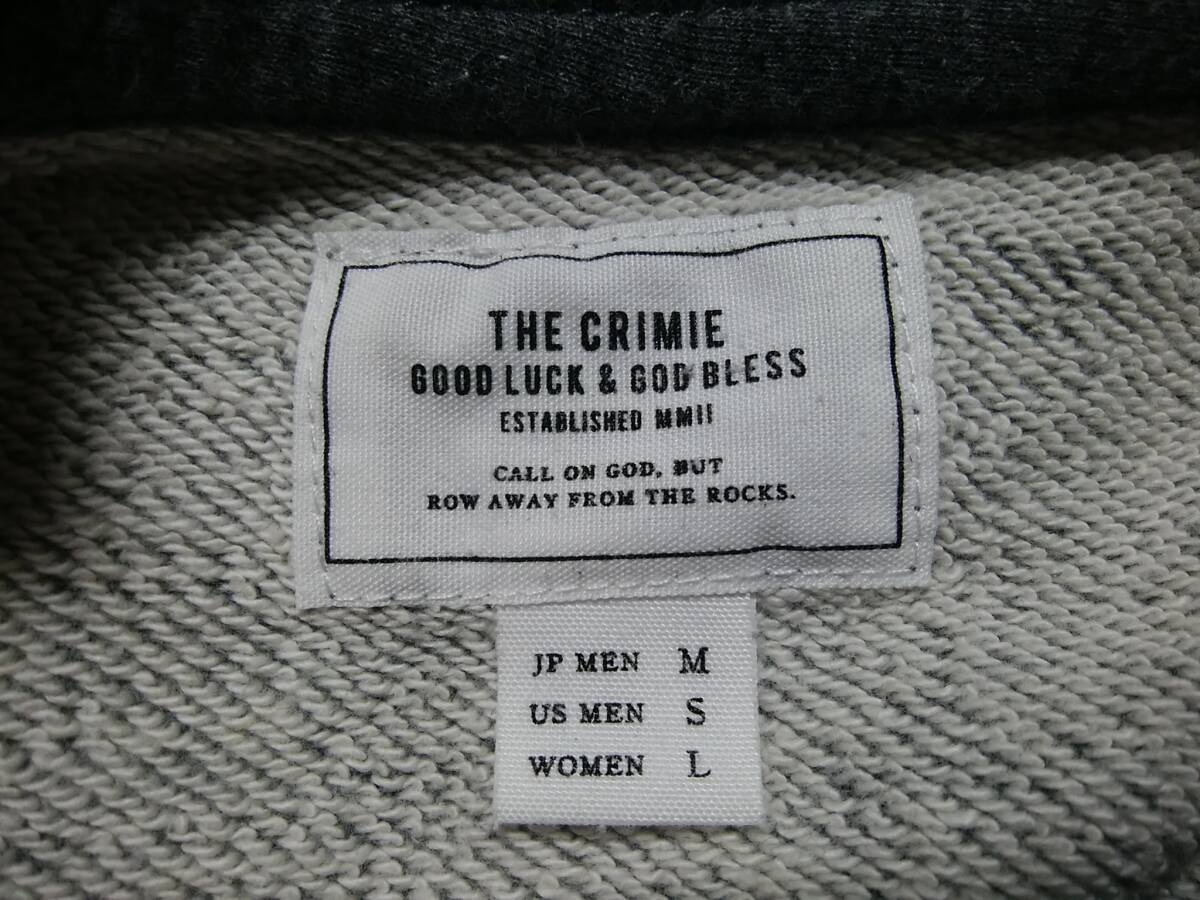 THE CRIMIE
GOOD LUCK & GOD BLESS
ESTABLISHED MMII
CALL ON GOD, BUT
ROW AWAY FROM THE ROCKS.
JP MEN M
US MEN S
WOMEN L